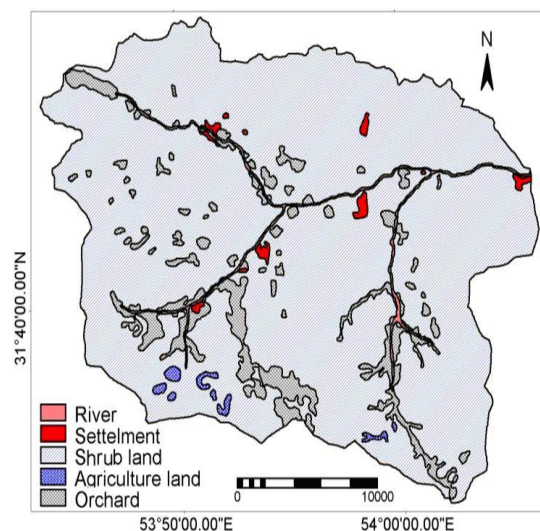 N
31°40'00.00"N
River
Settelment
Shrub land
Agriculture land
Orchard
0 10000
53°50'00.00"E 54°00'00.00"E